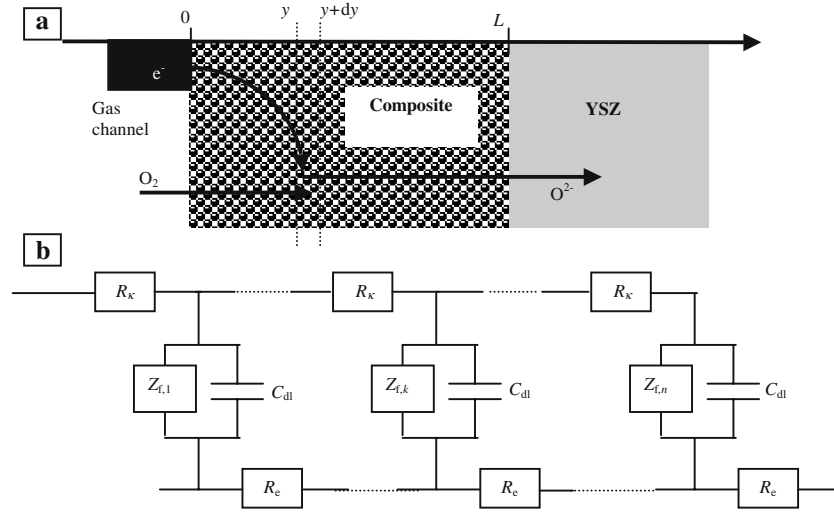 a
0
y
y+dy
L
e-
Gas
channel
Composite
YSZ
O2
O2-
b
Rκ
Rκ
Rκ
Zf,1
Cdl
Zf,k
Cdl
Zf,n
Cdl
Re
Re
Re